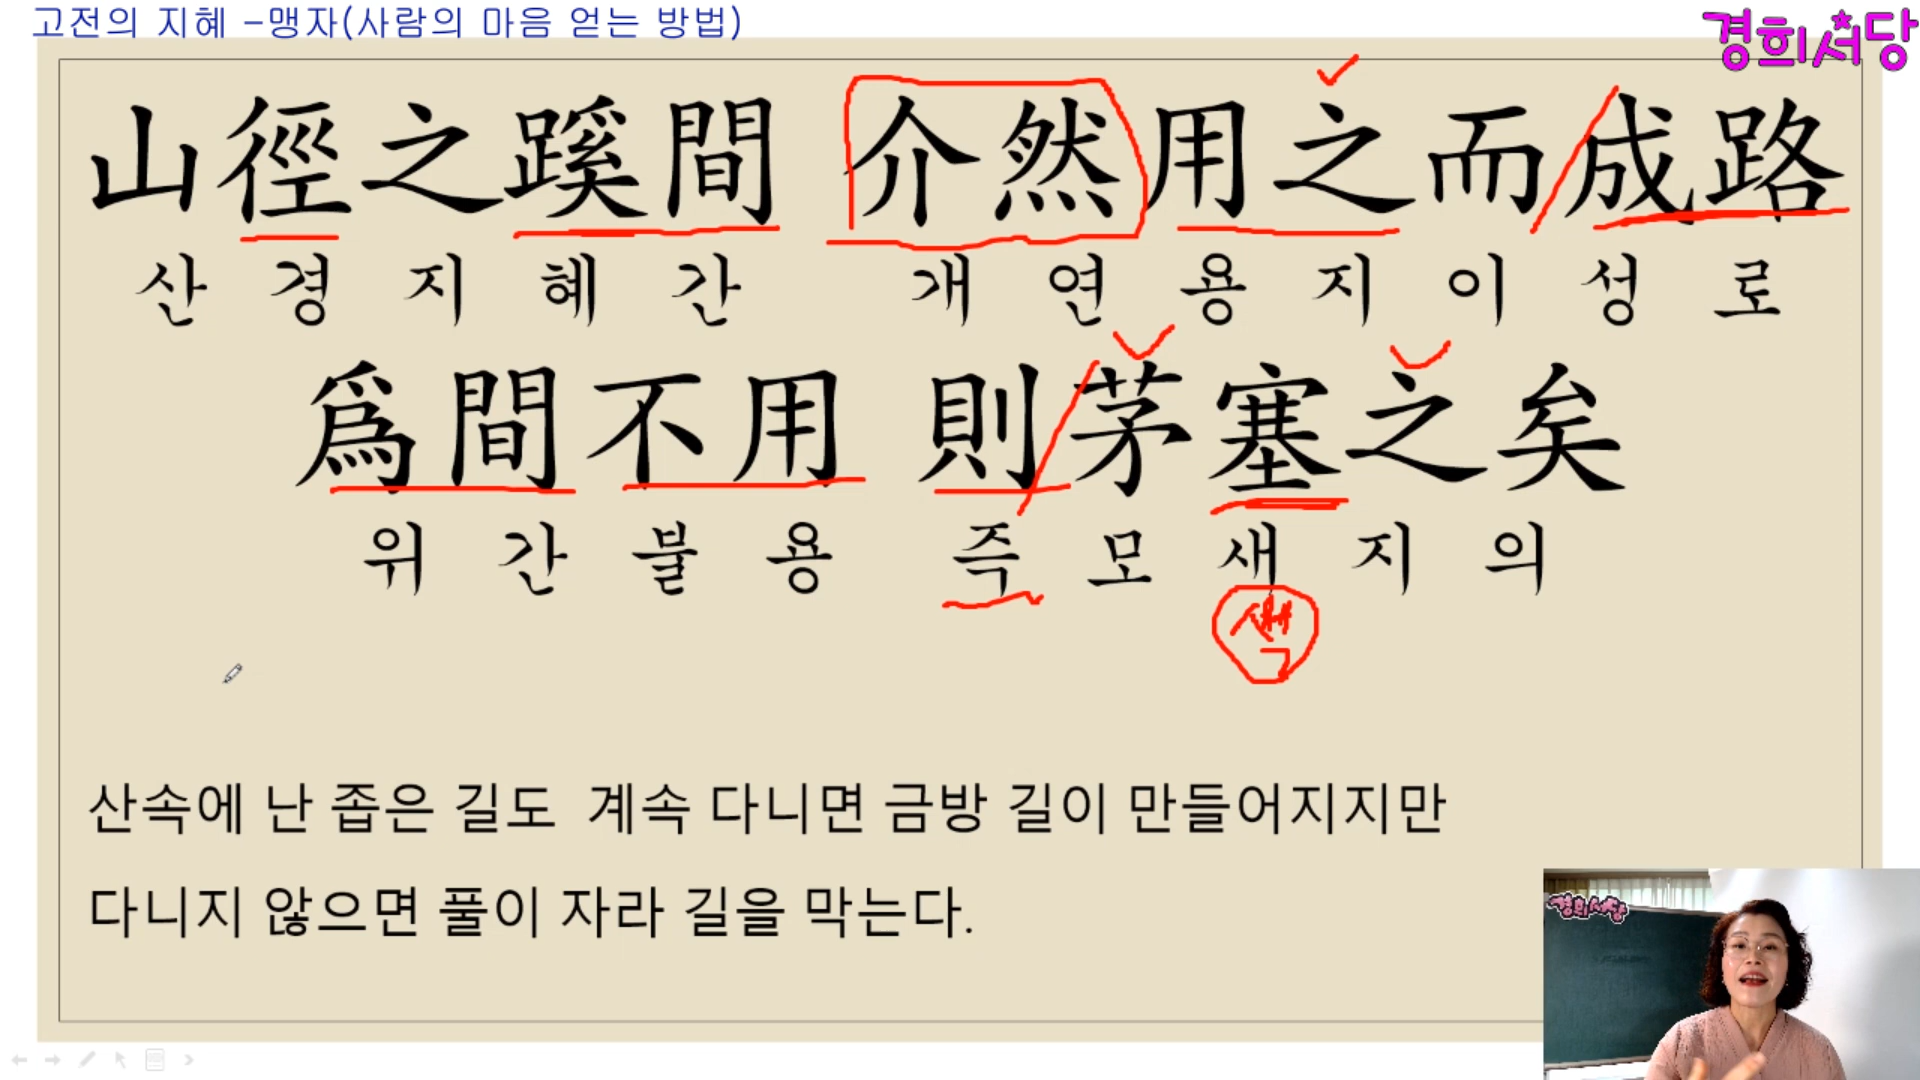 고전의 지혜 -맹자(사람의 마음 얻는 방법)
경희서당
山徑之蹊間 介然用之而成路
산 경 지 혜 간 개 연 용 지 이 성 로
爲間不用 則茅塞之矣
위 간 불 용 즉 모 새 지 의
색
산속에 난 좁은 길도 계속 다니면 금방 길이 만들어지지만
다니지 않으면 풀이 자라 길을 막는다.
경희서당